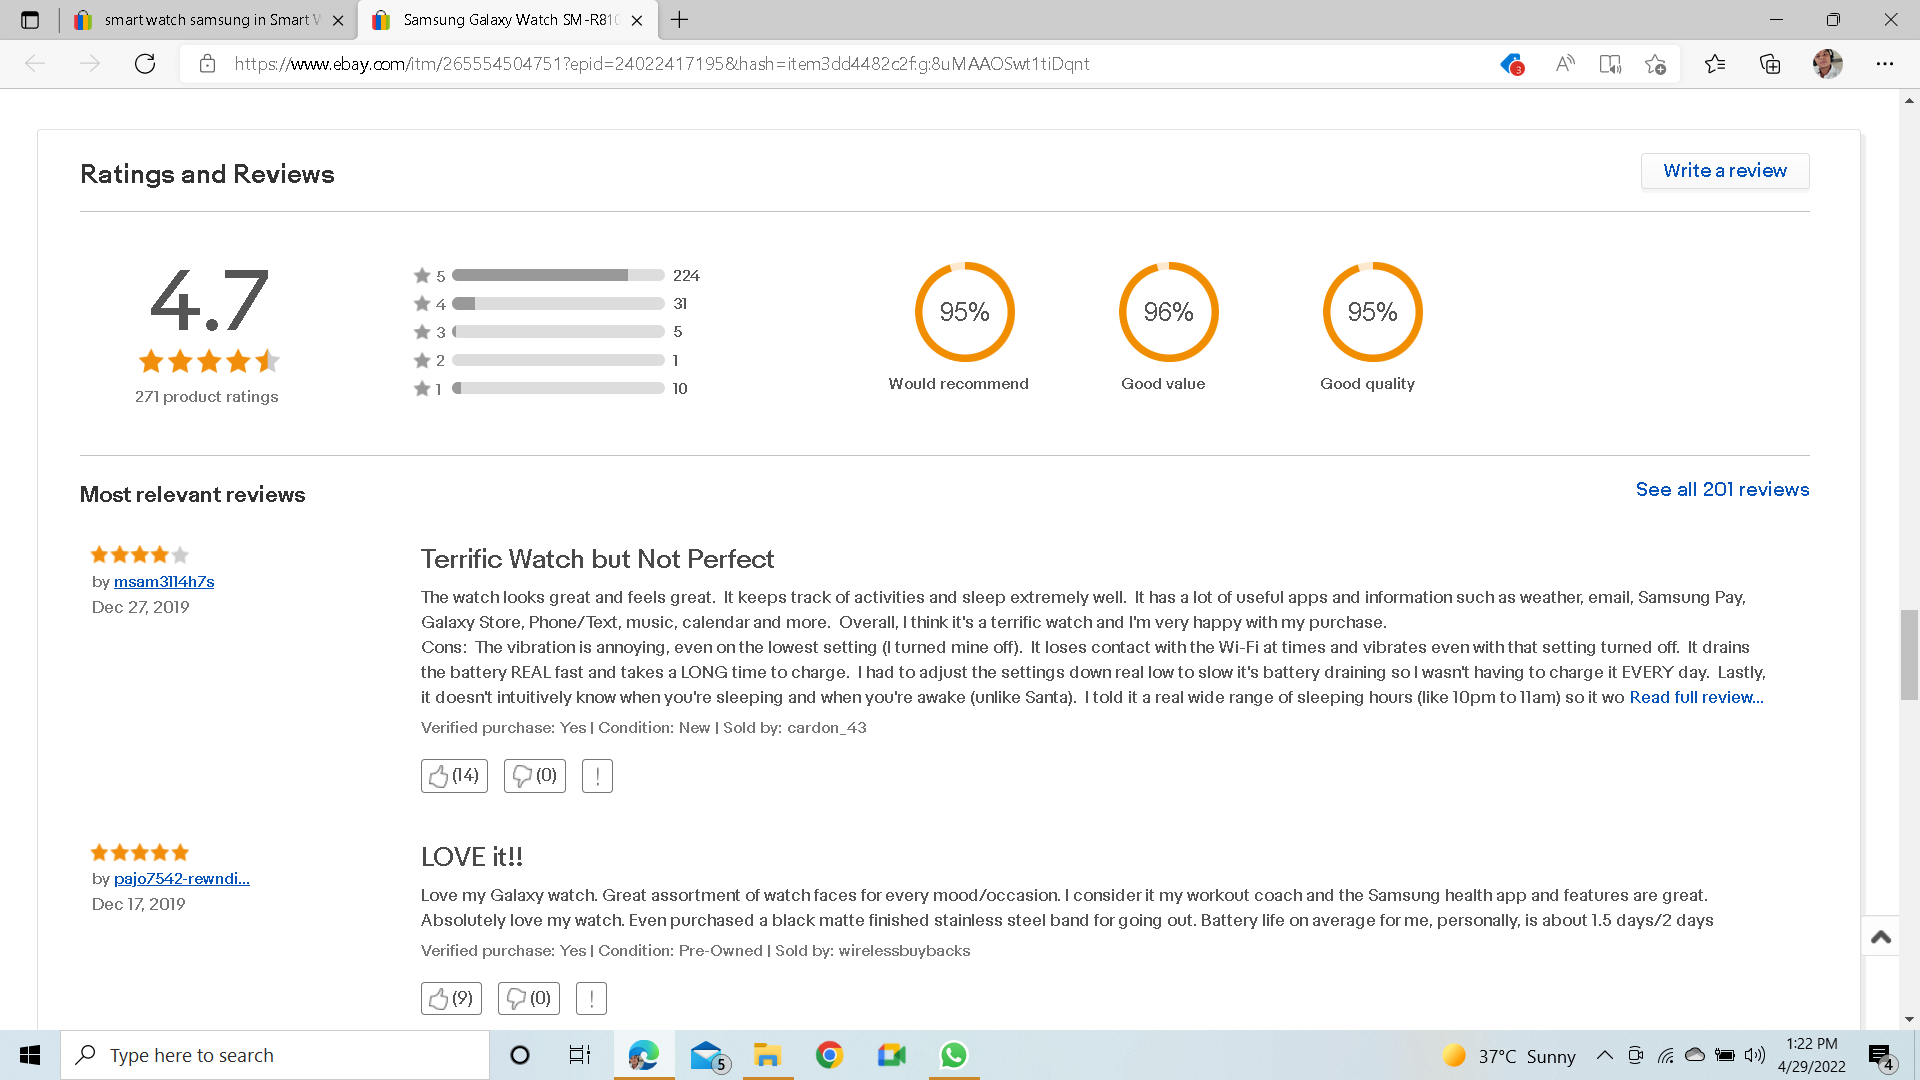 smart watch samsung in Smart W
Samsung Galaxy Watch SM-R810
https://www.ebay.com/itm/265554504751?epid=24022417195&hash=item3dd4482c2f:g:8uMAAOSwt1tiDqnt
3
Ratings and Reviews
Write a review
4.7
271 product ratings
5 224
4 31
3 5
2 1
1 10
95%
Would recommend
96%
Good value
95%
Good quality
Most relevant reviews
See all 201 reviews
by msam3114h7s
Dec 27, 2019
Terrific Watch but Not Perfect
The watch looks great and feels great. It keeps track of activities and sleep extremely well. It has a lot of useful apps and information such as weather, email, Samsung Pay,
Galaxy Store, Phone/Text, music, calendar and more. Overall, I think it's a terrific watch and I'm very happy with my purchase.
Cons: The vibration is annoying, even on the lowest setting (I turned mine off). It loses contact with the Wi-Fi at times and vibrates even with that setting turned off. It drains
the battery REAL fast and takes a LONG time to charge. I had to adjust the settings down real low to slow it's battery draining so I wasn't having to charge it EVERY day. Lastly,
it doesn't intuitively know when you're sleeping and when you're awake (unlike Santa). I told it a real wide range of sleeping hours (like 10pm to 11am) so it wo Read full review...
Verified purchase: Yes | Condition: New | Sold by: cardon_43
(14) (0)
by pajo7542-rewndi...
Dec 17, 2019
LOVE it!!
Love my Galaxy watch. Great assortment of watch faces for every mood/occasion. I consider it my workout coach and the Samsung health app and features are great.
Absolutely love my watch. Even purchased a black matte finished stainless steel band for going out. Battery life on average for me, personally, is about 1.5 days/2 days
Verified purchase: Yes | Condition: Pre-Owned | Sold by: wirelessbuybacks
(9) (0)
Type here to search
5
37°C Sunny
1:22 PM
4/29/2022
4